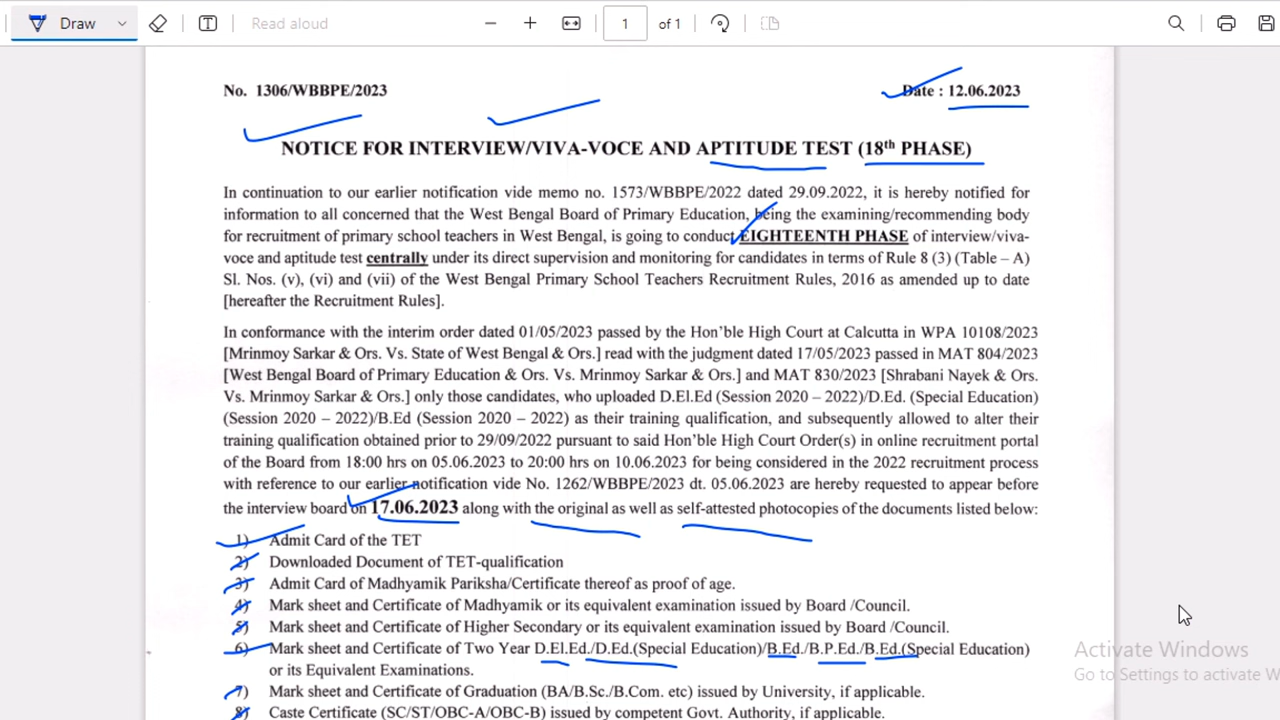 Draw
Read aloud
1
of 1
No. 1306/WBBPE/2023
Date : 12.06.2023
NOTICE FOR INTERVIEW/VIVA-VOCE AND APTITUDE TEST (18th PHASE)
In continuation to our earlier notification vide memo no. 1573/WBBPE/2022 dated 29.09.2022, it is hereby notified for
information to all concerned that the West Bengal Board of Primary Education, being the examining/recommending body
for recruitment of primary school teachers in West Bengal, is going to conduct EIGHTEENTH PHASE of interview/viva-
voce and aptitude test centrally under its direct supervision and monitoring for candidates in terms of Rule 8 (3) (Table – A)
Sl. Nos. (v), (vi) and (vii) of the West Bengal Primary School Teachers Recruitment Rules, 2016 as amended up to date
[hereafter the Recruitment Rules].
In conformance with the interim order dated 01/05/2023 passed by the Hon'ble High Court at Calcutta in WPA 10108/2023
[Mrinmoy Sarkar & Ors. Vs. State of West Bengal & Ors.] read with the judgment dated 17/05/2023 passed in MAT 804/2023
[West Bengal Board of Primary Education & Ors. Vs. Mrinmoy Sarkar & Ors.] and MAT 830/2023 [Shrabani Nayek & Ors.
Vs. Mrinmoy Sarkar & Ors.] only those candidates, who uploaded D.El.Ed (Session 2020 – 2022)/D.Ed. (Special Education)
(Session 2020 – 2022)/B.Ed (Session 2020 – 2022) as their training qualification, and subsequently allowed to alter their
training qualification obtained prior to 29/09/2022 pursuant to said Hon'ble High Court Order(s) in online recruitment portal
of the Board from 18:00 hrs on 05.06.2023 to 20:00 hrs on 10.06.2023 for being considered in the 2022 recruitment process
with reference to our earlier notification vide No. 1262/WBBPE/2023 dt. 05.06.2023 are hereby requested to appear before
the interview board on 17.06.2023 along with the original as well as self-attested photocopies of the documents listed below:
1) Admit Card of the TET
2) Downloaded Document of TET-qualification
3) Admit Card of Madhyamik Pariksha/Certificate thereof as proof of age.
4) Mark sheet and Certificate of Madhyamik or its equivalent examination issued by Board /Council.
5) Mark sheet and Certificate of Higher Secondary or its equivalent examination issued by Board /Council.
6) Mark sheet and Certificate of Two Year D.El.Ed./D.Ed.(Special Education)/B.Ed./B.P.Ed./B.Ed.(Special Education)
or its Equivalent Examinations.
7) Mark sheet and Certificate of Graduation (BA/B.Sc./B.Com. etc) issued by University, if applicable.
8) Caste Certificate (SC/ST/OBC-A/OBC-B) issued by competent Govt. Authority, if applicable.
Activate Windows
Go to Settings to activate W